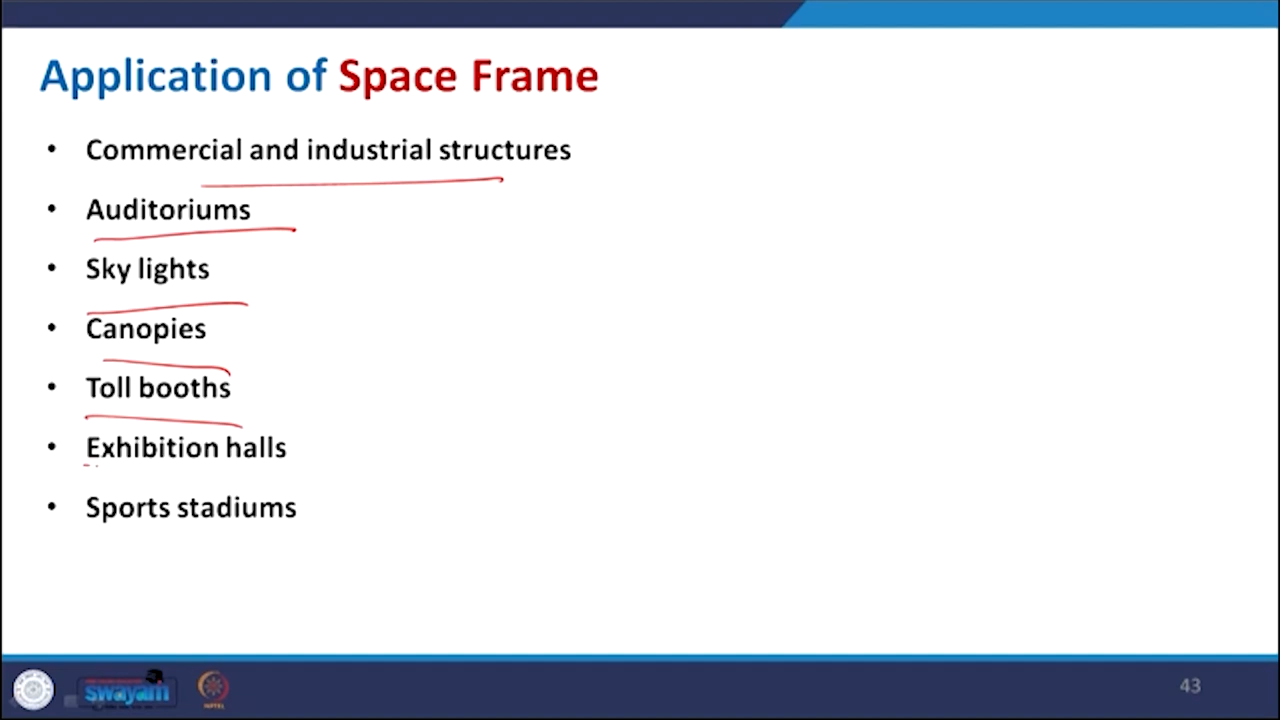 Application of Space Frame
• Commercial and industrial structures
• Auditoriums
• Sky lights
• Canopies
• Toll booths
• Exhibition halls
• Sports stadiums
swayam
43